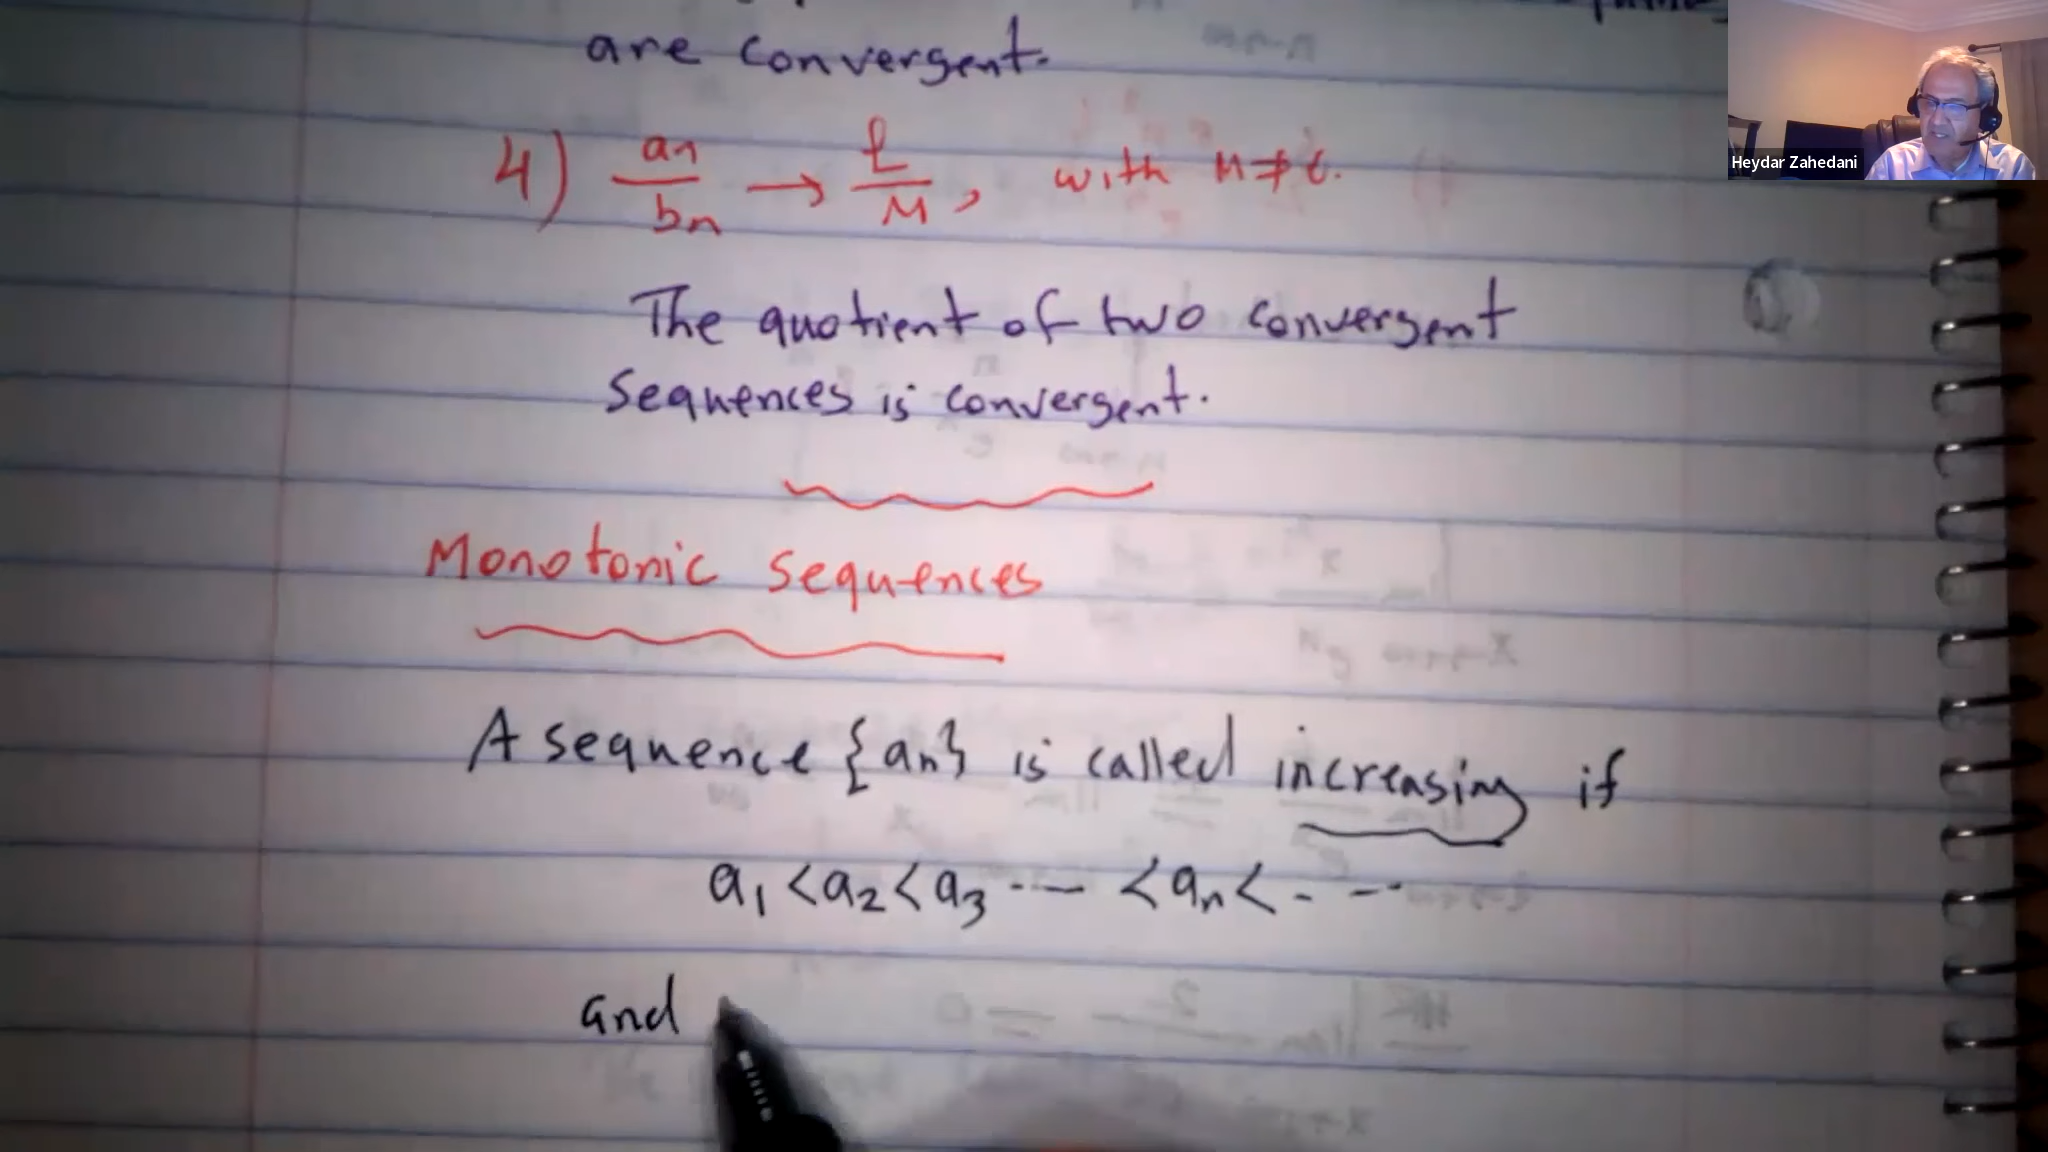 are convergent.
Heydar Zahedani
4) an/bn → L/M, with M≠0.
The quotient of two convergent
sequences is convergent.
Monotonic sequences
A sequence {an} is called increasing if
a1 <a2<a3 ---- <an<- - --
and